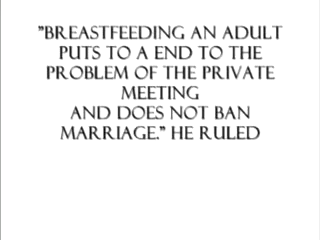 "BREASTFEEDING AN ADULT
PUTS TO A END TO THE
PROBLEM OF THE PRIVATE
MEETING
AND DOES NOT BAN
MARRIAGE." HE RULED